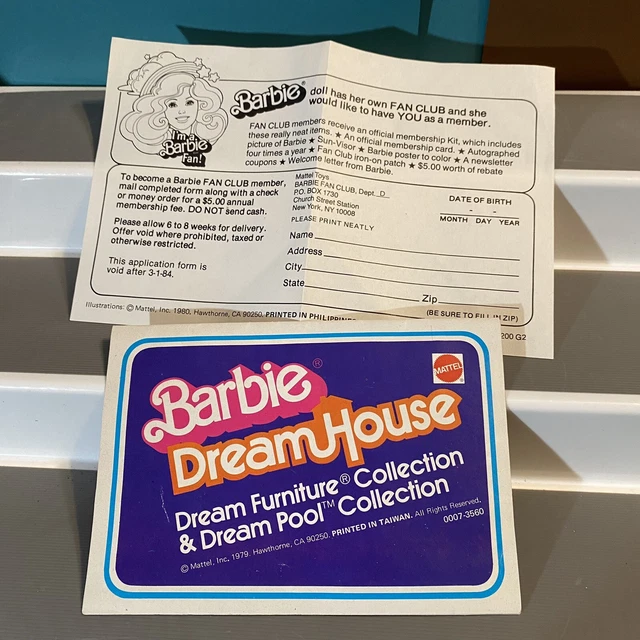 I'm a
Barbie
Fan!
Barbie® doll has her own FAN CLUB and she
would like to have YOU as a member.
FAN CLUB members receive an official membership Kit, which includes
these really neat items. ★ An official membership card. ★ Autographed
picture of Barbie ★ Sun-Visor ★ Barbie poster to color ★ A newsletter
four times a year ★ Fan Club iron-on patch ★ $5.00 worth of rebate
coupons ★ Welcome letter from Barbie.
To become a Barbie FAN CLUB member,
mail completed form along with a check
or money order for a $5.00 annual
membership fee. DO NOT send cash.
Please allow 6 to 8 weeks for delivery.
Offer void where prohibited, taxed or
otherwise restricted.
This application form is
void after 3-1-84.
Mattel Toys
BARBIE FAN CLUB, Dept. D
P.O. BOX 1730
Church Street Station
New York, NY 10008
PLEASE PRINT NEATLY
DATE OF BIRTH
- -
MONTH DAY YEAR
Name
Address
City
State Zip
(BE SURE TO FILL IN ZIP)
Illustrations: © Mattel, Inc. 1980. Hawthorne, CA 90250. PRINTED IN PHILIPPINES
200 G2
Barbie®
MATTEL
DreamHouse
Dream Furniture® Collection
& Dream Pool™ Collection
© Mattel, Inc. 1979. Hawthorne, CA 90250. PRINTED IN TAIWAN. All Rights Reserved.
0007-3560